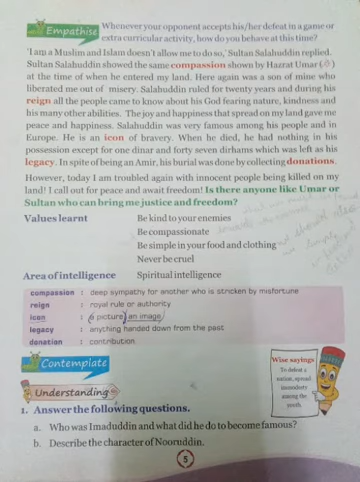 Empathise
Whenever your opponent accepts his/her defeat in a game or
extra curricular activity, how do you behave at this time?
'I am a Muslim and Islam doesn't allow me to do so,' Sultan Salahuddin replied.
Sultan Salahuddin showed the same compassion shown by Hazrat Umar ( )
at the time of when he entered my land. Here again was a son of mine who
liberated me out of misery. Salahuddin ruled for twenty years and during his
reign all the people came to know about his God fearing nature, kindness and
his many other abilities. The joy and happiness that spread on my land gave me
peace and happiness. Salahuddin was very famous among his people and in
Europe. He is an icon of bravery. When he died, he had nothing in his
possession except for one dinar and forty seven dirhams which was left as his
legacy. In spite of being an Amir, his burial was done by collecting donations.
However, today I am troubled again with innocent people being killed on my
land! I call out for peace and await freedom! Is there anyone like Umar or
Sultan who can bring me justice and freedom?
Values learnt Be kind to your enemies
Be compassionate
Be simple in your food and clothing
Never be cruel
Area of intelligence Spiritual intelligence
compassion : deep sympathy for another who is stricken by misfortune
reign : royal rule or authority
icon : a picture, an image
legacy : anything handed down from the past
donation : contribution
Contemplate
Understanding
Wise sayings
To defeat a
nation, spread
immodesty
among the
youth.
1. Answer the following questions.
a. Who was Imaduddin and what did he do to become famous?
b. Describe the character of Nooruddin.
5